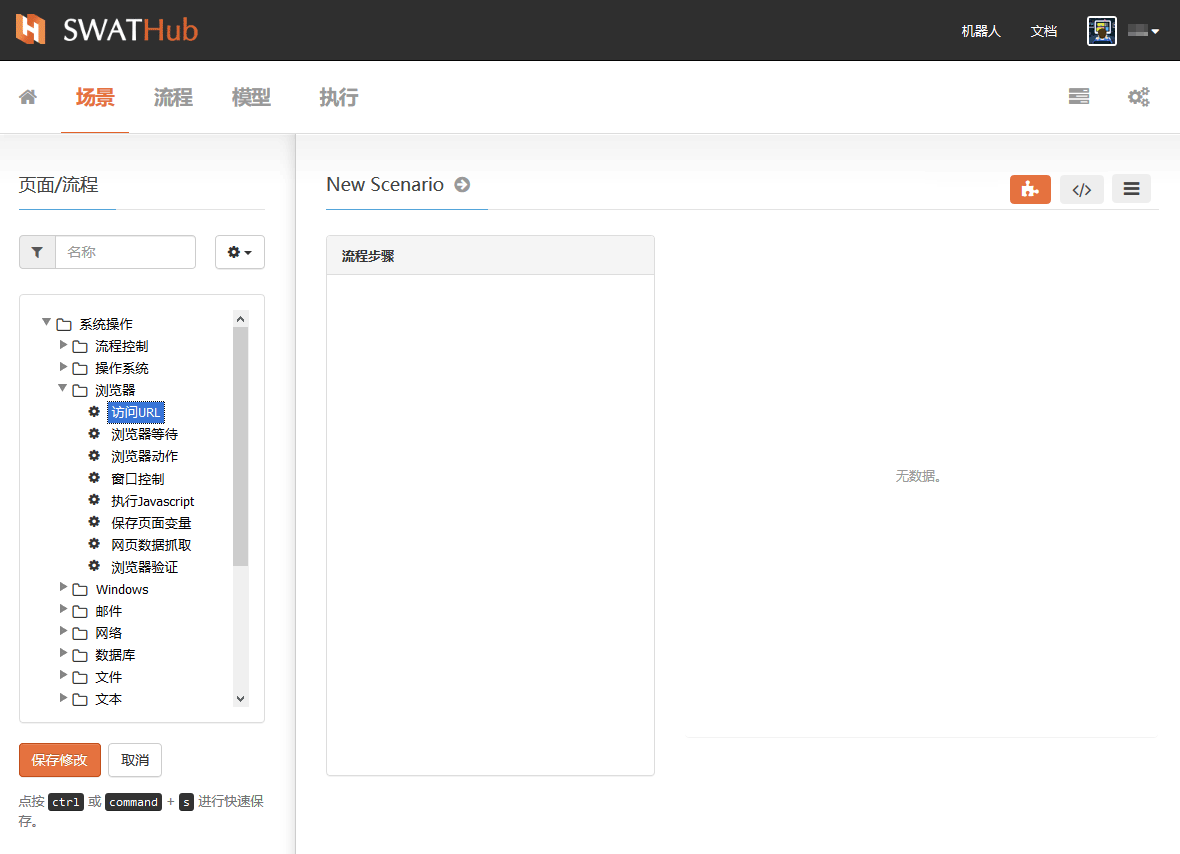 SWATHub
机器人 文档
场景 流程 模型 执行
页面/流程
New Scenario
名称
流程步骤
系统操作
流程控制
操作系统
浏览器
访问URL
浏览器等待
浏览器动作
窗口控制
执行Javascript
保存页面变量
网页数据抓取
浏览器验证
Windows
邮件
网络
数据库
文件
文本
无数据。
保存修改 取消
点按 ctrl 或 command + s 进行快速保
存。